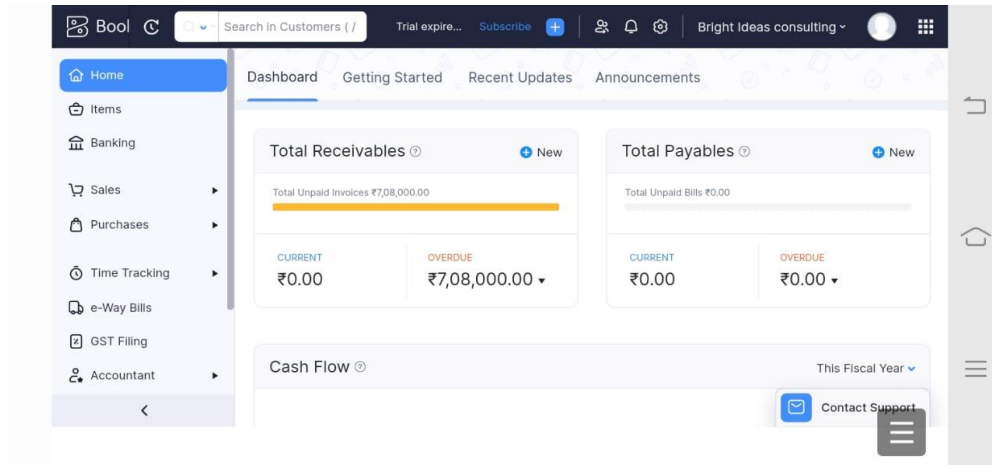 Bool
Search in Customers ( /
Trial expire...
Subscribe
Bright Ideas consulting
Home
Items
Banking
Sales
Purchases
Time Tracking
e-Way Bills
GST Filing
Accountant
Dashboard
Getting Started
Recent Updates
Announcements
Total Receivables
New
Total Unpaid Invoices ₹7,08,000.00
CURRENT
₹0.00
OVERDUE
₹7,08,000.00
Total Payables
New
Total Unpaid Bills ₹0.00
CURRENT
₹0.00
OVERDUE
₹0.00
Cash Flow
This Fiscal Year
Contact Support